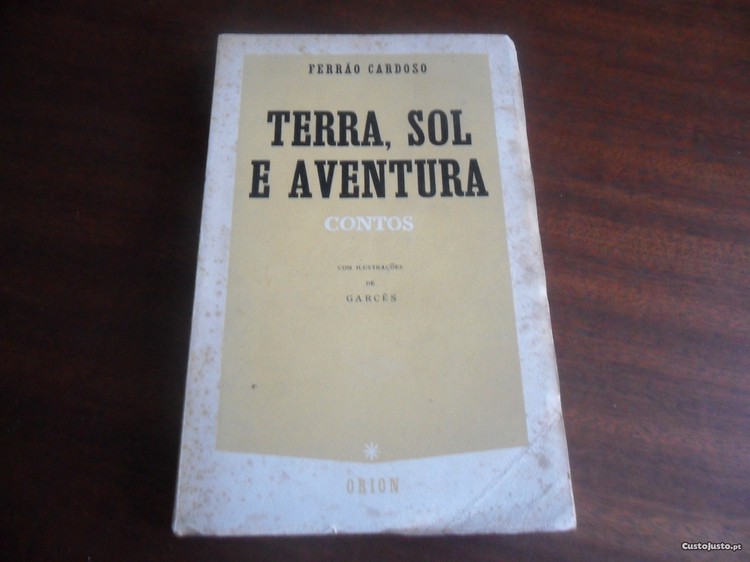 FERRÃO CARDOSO
TERRA, SOL
E AVENTURA
CONTOS
COM ILUSTRAÇÕES
DE
GARCÊS
ORION
CustoJusto.pt